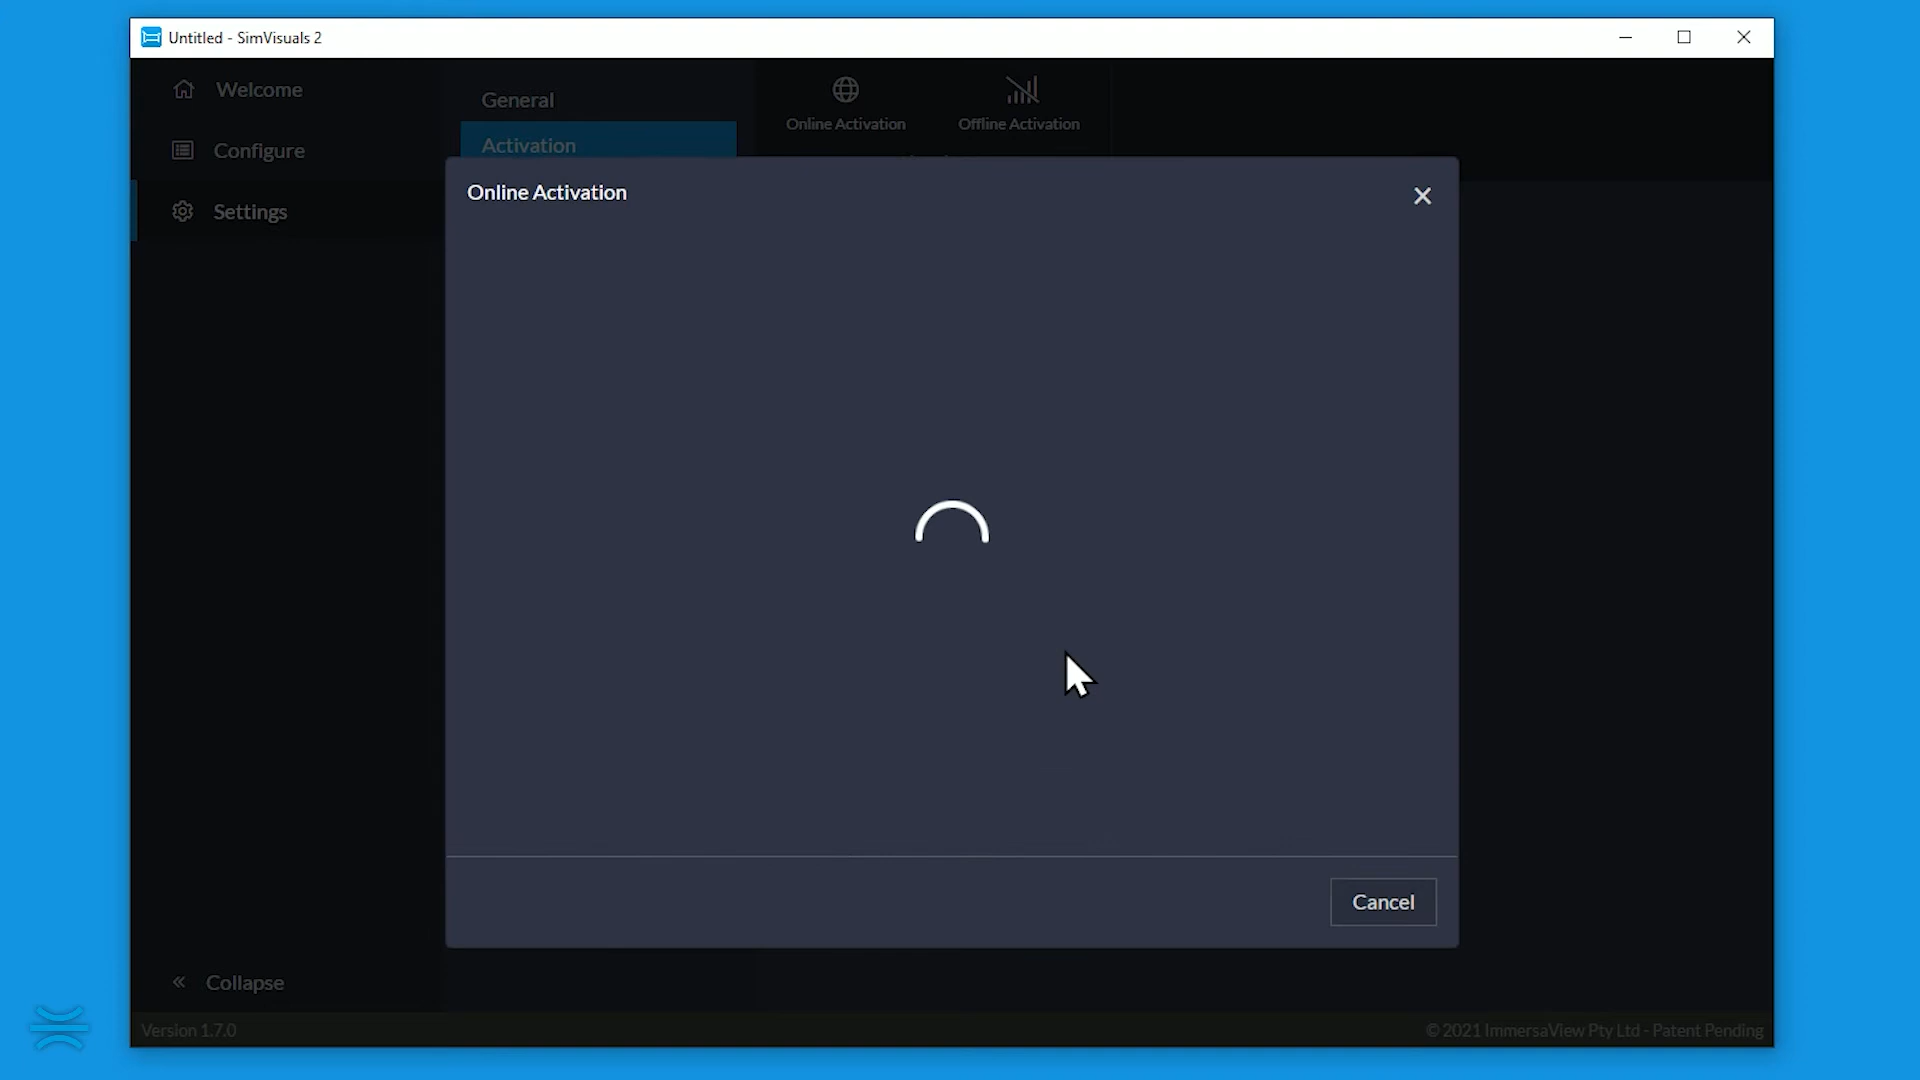 Untitled - SimVisuals 2
Welcome
Configure
Settings
General
Activation
Online Activation
Offline Activation
Online Activation
Cancel
Collapse
Version 1.7.0
© 2021 ImmersaView Pty Ltd - Patent Pending